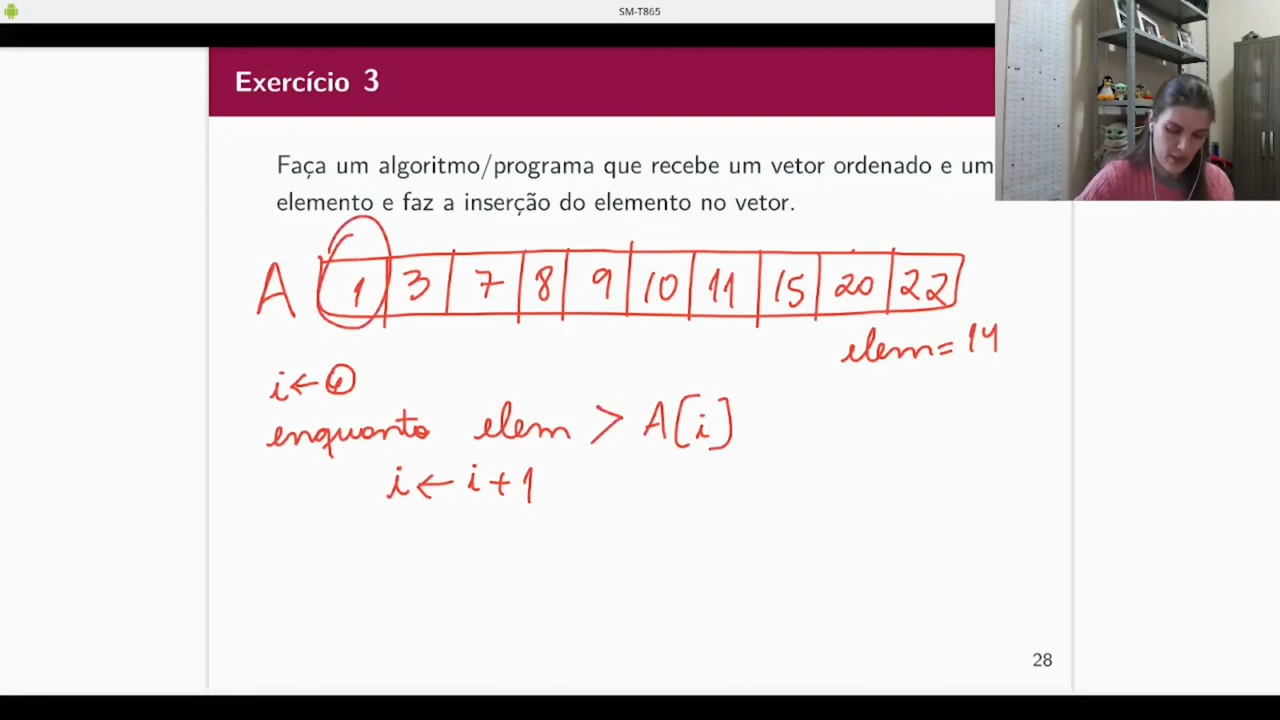 SM-T865
Exercício 3
Faça um algoritmo/programa que recebe um vetor ordenado e um
elemento e faz a inserção do elemento no vetor.
A 1 3 7 8 9 10 11 15 20 22
elem = 14
i ←
enquanto elem > A[i]
i ← i + 1
28